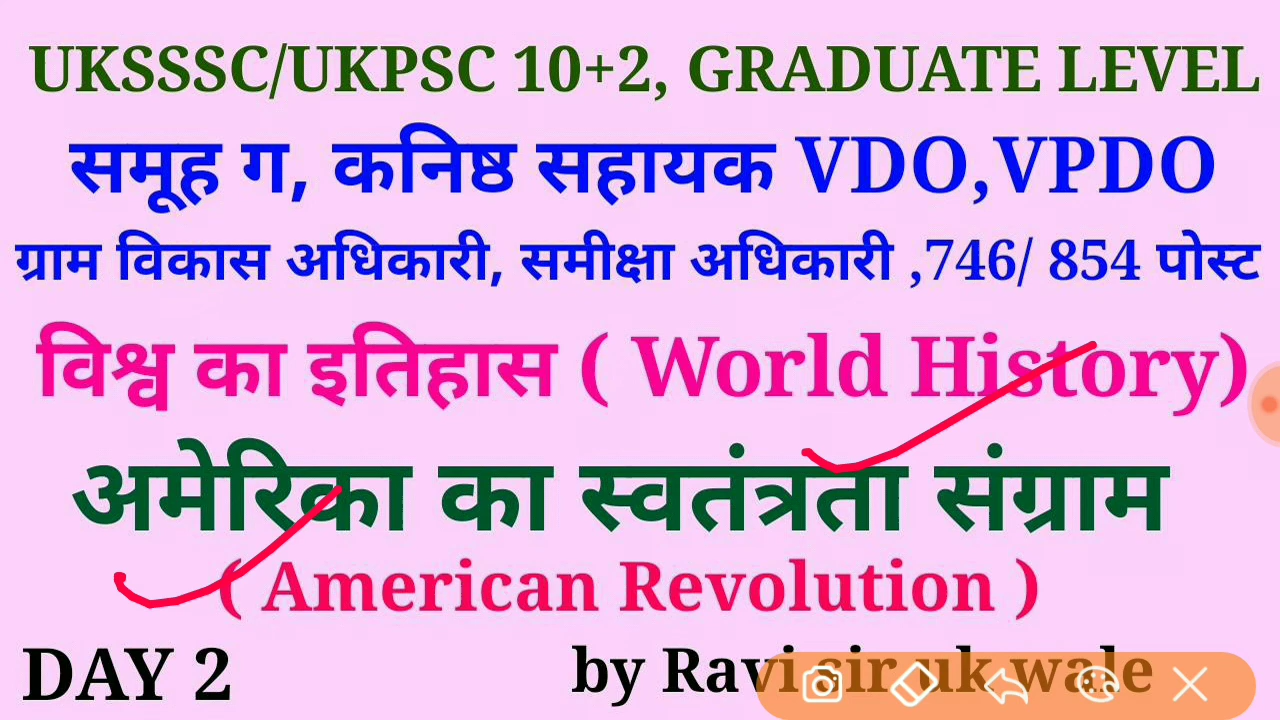 UKSSSC/UKPSC 10+2, GRADUATE LEVEL
समूह ग, कनिष्ठ सहायक VDO,VPDO
ग्राम विकास अधिकारी, समीक्षा अधिकारी ,746/ 854 पोस्ट
विश्व का इतिहास ( World History)
अमेरिका का स्वतंत्रता संग्राम
( American Revolution )
DAY 2 by Ravi sir uk wale